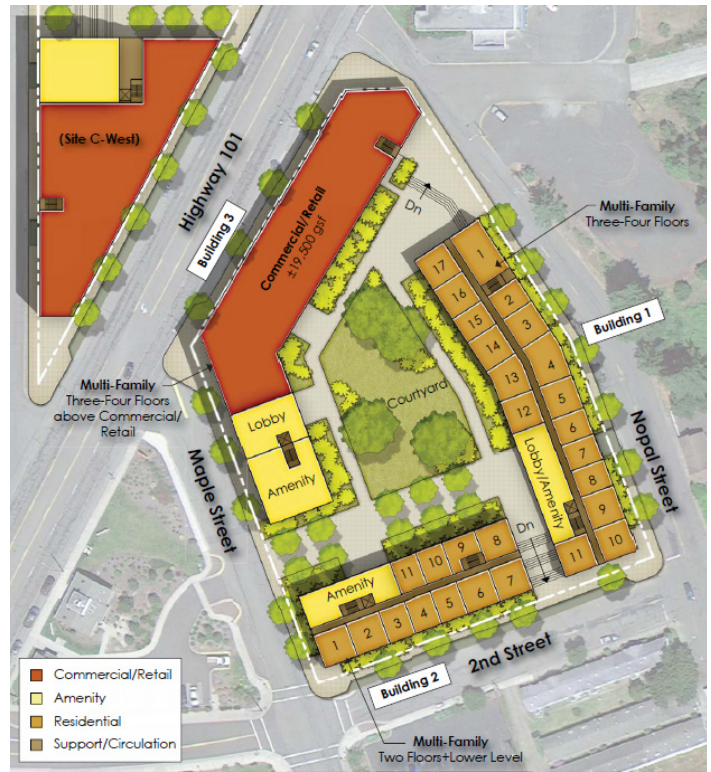 (Site C-West)
Highway 101
Building 3
Commercial/Retail
±19,500 gsf
Dn
Multi-Family
Three-Four Floors
17
1
16
2
15
3
14
4
13
5
12
6
7
8
9
10
11
Building 1
Nopal Street
Courtyard
Lobby/Amenity
Multi-Family
Three-Four Floors
above Commercial/
Retail
Lobby
Amenity
Maple Street
Dn
Amenity
11
10
9
8
1
2
3
4
5
6
7
2nd Street
Building 2
Multi-Family
Two Floors+Lower Level
Commercial/Retail
Amenity
Residential
Support/Circulation